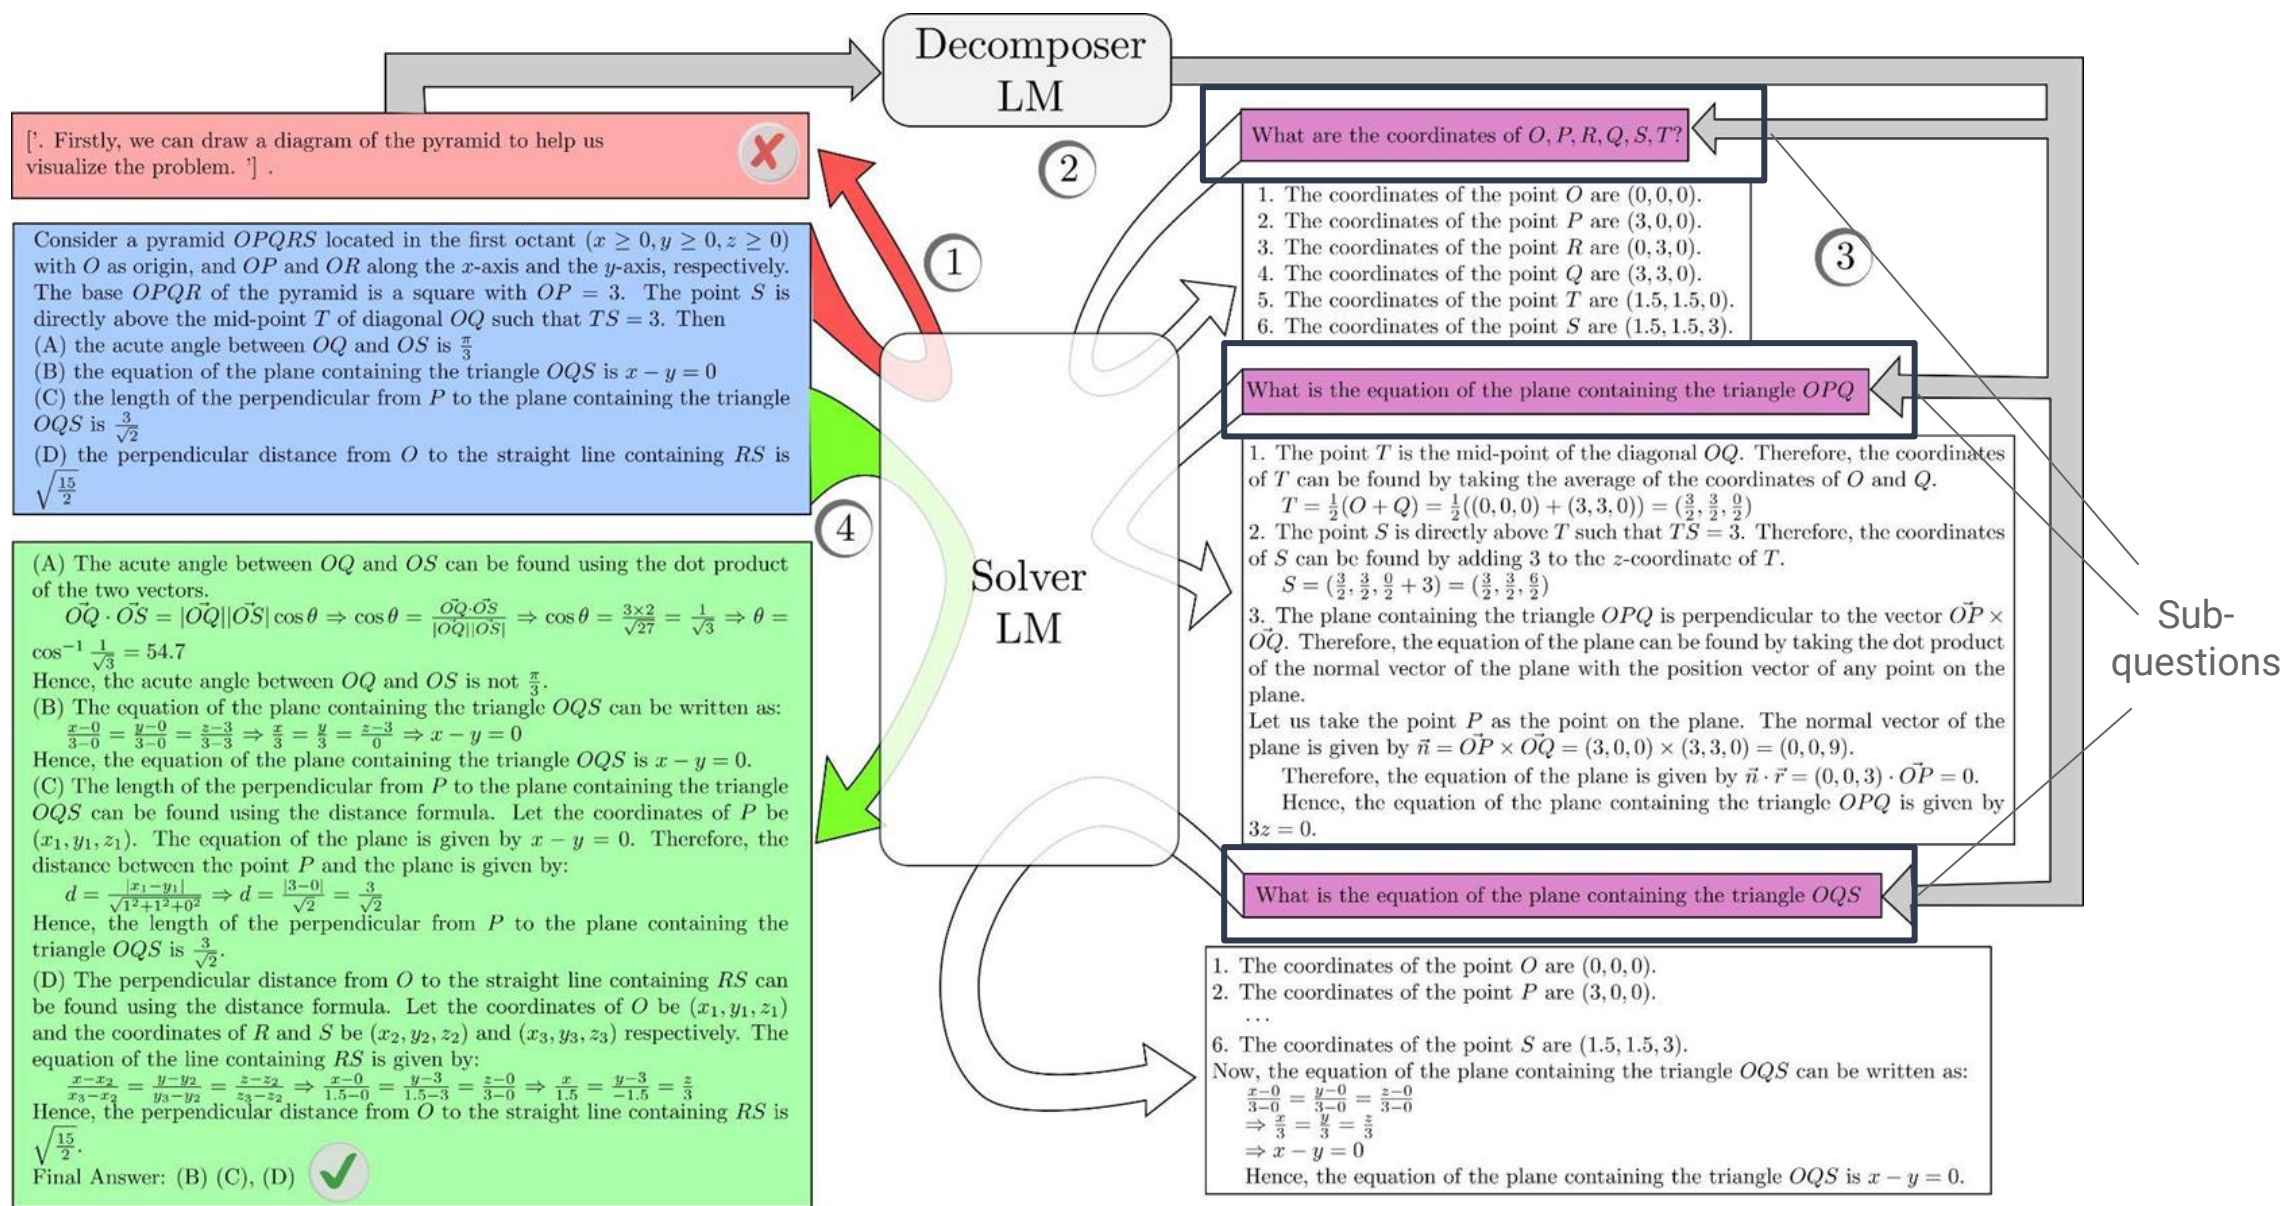 Decomposer
LM
['. Firstly, we can draw a diagram of the pyramid to help us
visualize the problem. '] .
1
2
3
4
Consider a pyramid OPQRS located in the first octant (x ≥ 0, y ≥ 0, z ≥ 0)
with O as origin, and OP and OR along the x-axis and the y-axis, respectively.
The base OPQR of the pyramid is a square with OP = 3. The point S is
directly above the mid-point T of diagonal OQ such that TS = 3. Then
(A) the acute angle between OQ and OS is π/3
(B) the equation of the plane containing the triangle OQS is x − y = 0
(C) the length of the perpendicular from P to the plane containing the triangle
OQS is 3/√2
(D) the perpendicular distance from O to the straight line containing RS is
√(15/2)
(A) The acute angle between OQ and OS can be found using the dot product
of the two vectors.
O⃗Q · O⃗S = |O⃗Q||O⃗S| cos θ ⇒ cos θ = O⃗Q·O⃗S/|O⃗Q||O⃗S| ⇒ cos θ = 3×2/√27 = 1/√3 ⇒ θ =
cos⁻¹ 1/√3 = 54.7
Hence, the acute angle between OQ and OS is not π/3.
(B) The equation of the plane containing the triangle OQS can be written as:
x−0/3−0 = y−0/3−0 = z−3/3−3 ⇒ x/3 = y/3 = z−3/0 ⇒ x − y = 0
Hence, the equation of the plane containing the triangle OQS is x − y = 0.
(C) The length of the perpendicular from P to the plane containing the triangle
OQS can be found using the distance formula. Let the coordinates of P be
(x₁, y₁, z₁). The equation of the plane is given by x − y = 0. Therefore, the
distance between the point P and the plane is given by:
d = |x₁−y₁|/√(1²+1²+0²) ⇒ d = |3−0|/√2 = 3/√2
Hence, the length of the perpendicular from P to the plane containing the
triangle OQS is 3/√2.
(D) The perpendicular distance from O to the straight line containing RS can
be found using the distance formula. Let the coordinates of O be (x₁, y₁, z₁)
and the coordinates of R and S be (x₂, y₂, z₂) and (x₃, y₃, z₃) respectively. The
equation of the line containing RS is given by:
x−x₂/x₃−x₂ = y−y₂/y₃−y₂ = z−z₂/z₃−z₂ ⇒ x−0/1.5−0 = y−3/1.5−3 = z−0/3−0 ⇒ x/1.5 = y−3/−1.5 = z/3
Hence, the perpendicular distance from O to the straight line containing RS is
√(15/2).
Final Answer: (B) (C), (D)
Solver
LM
What are the coordinates of O, P, R, Q, S, T?
1. The coordinates of the point O are (0, 0, 0).
2. The coordinates of the point P are (3, 0, 0).
3. The coordinates of the point R are (0, 3, 0).
4. The coordinates of the point Q are (3, 3, 0).
5. The coordinates of the point T are (1.5, 1.5, 0).
6. The coordinates of the point S are (1.5, 1.5, 3).
What is the equation of the plane containing the triangle OPQ
1. The point T is the mid-point of the diagonal OQ. Therefore, the coordinates
of T can be found by taking the average of the coordinates of O and Q.
T = 1/2(O + Q) = 1/2((0, 0, 0) + (3, 3, 0)) = (3/2, 3/2, 0/2)
2. The point S is directly above T such that TS = 3. Therefore, the coordinates
of S can be found by adding 3 to the z-coordinate of T.
S = (3/2, 3/2, 0/2 + 3) = (3/2, 3/2, 6/2)
3. The plane containing the triangle OPQ is perpendicular to the vector O⃗P ×
O⃗Q. Therefore, the equation of the plane can be found by taking the dot product
of the normal vector of the plane with the position vector of any point on the
plane.
Let us take the point P as the point on the plane. The normal vector of the
plane is given by n⃗ = O⃗P × O⃗Q = (3, 0, 0) × (3, 3, 0) = (0, 0, 9).
Therefore, the equation of the plane is given by n⃗ · r⃗ = (0, 0, 3) · O⃗P = 0.
Hence, the equation of the plane containing the triangle OPQ is given by
3z = 0.
What is the equation of the plane containing the triangle OQS
1. The coordinates of the point O are (0, 0, 0).
2. The coordinates of the point P are (3, 0, 0).
...
6. The coordinates of the point S are (1.5, 1.5, 3).
Now, the equation of the plane containing the triangle OQS can be written as:
x−0/3−0 = y−0/3−0 = z−0/3−0
⇒ x/3 = y/3 = z/3
⇒ x − y = 0
Hence, the equation of the plane containing the triangle OQS is x − y = 0.
Sub-
questions